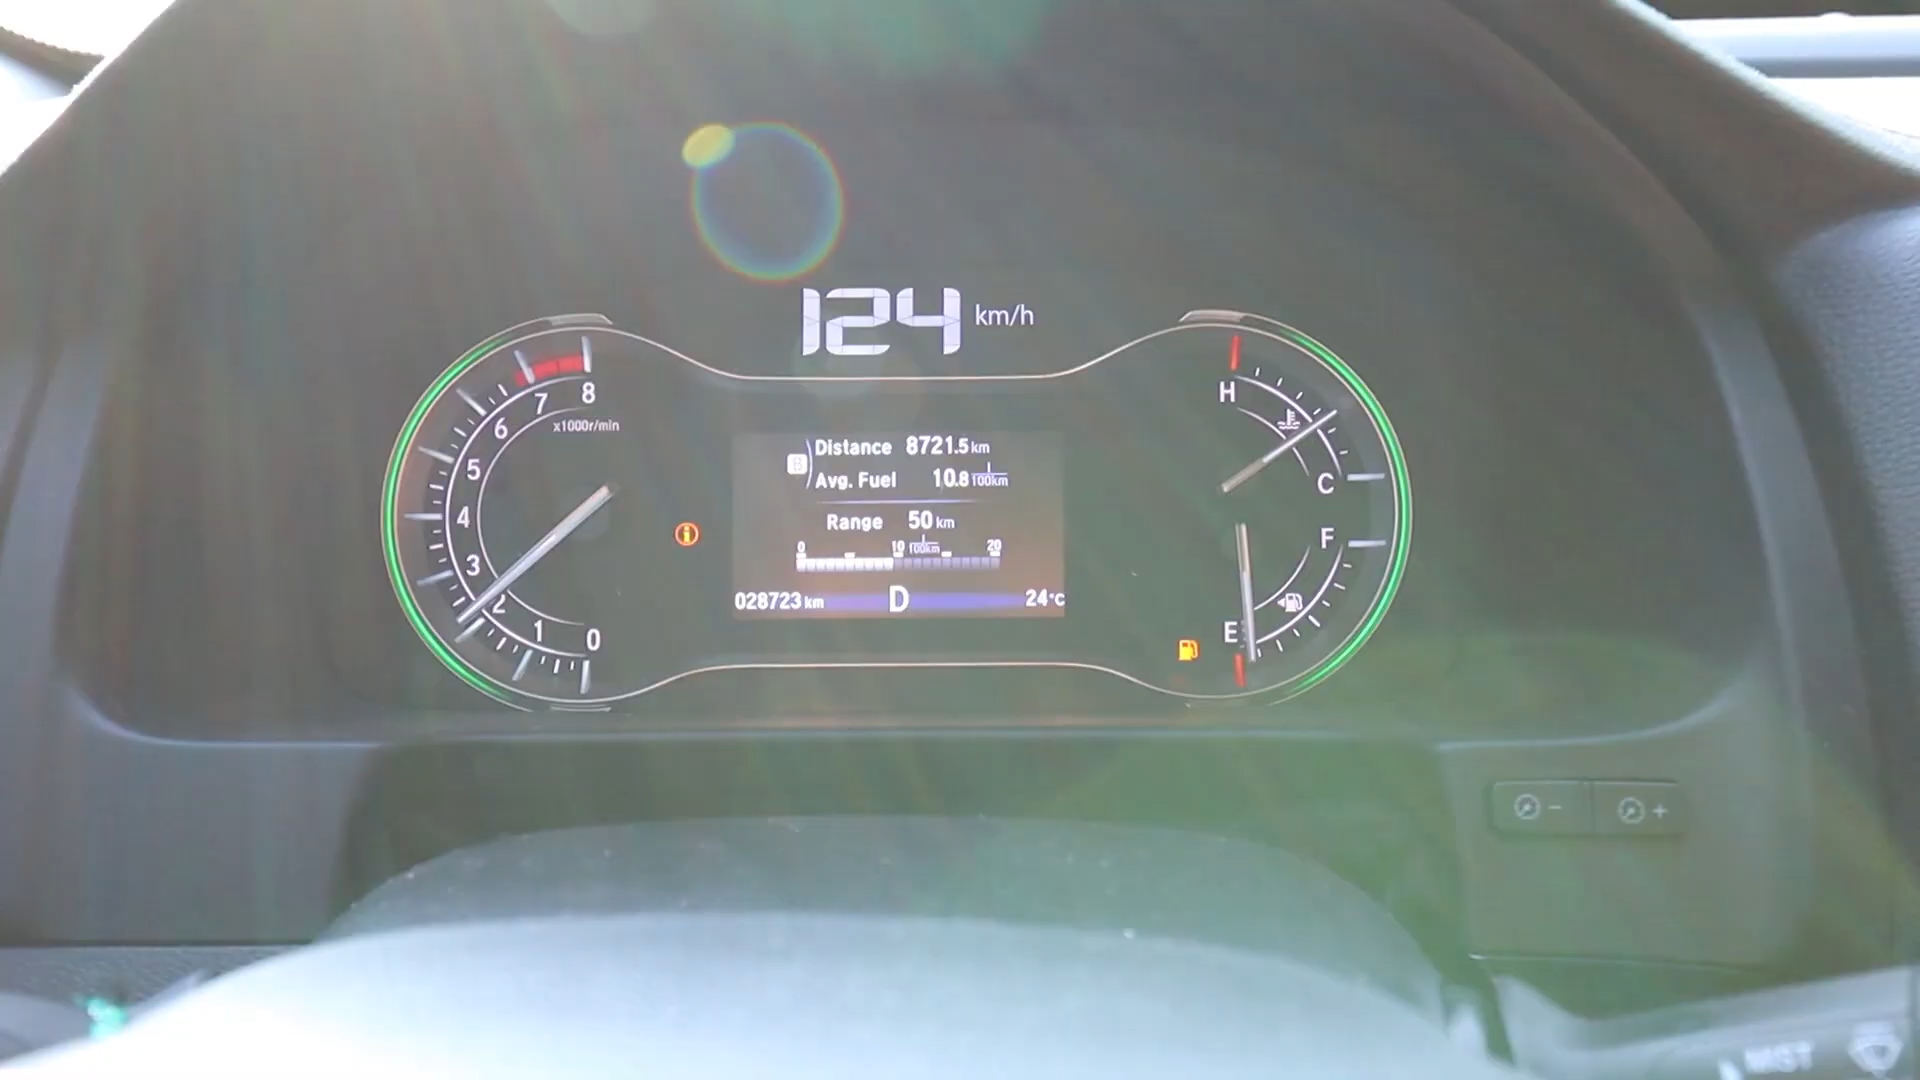 124 km/h
8
7
6
5
4
3
2
1
0
x1000r/min
B
Distance 8721.5 km
Avg. Fuel 10.8 l/100km
Range 50 km
0 10 l/100km 20
028723 km D 24°C
H
C
F
E
-
+
MIST